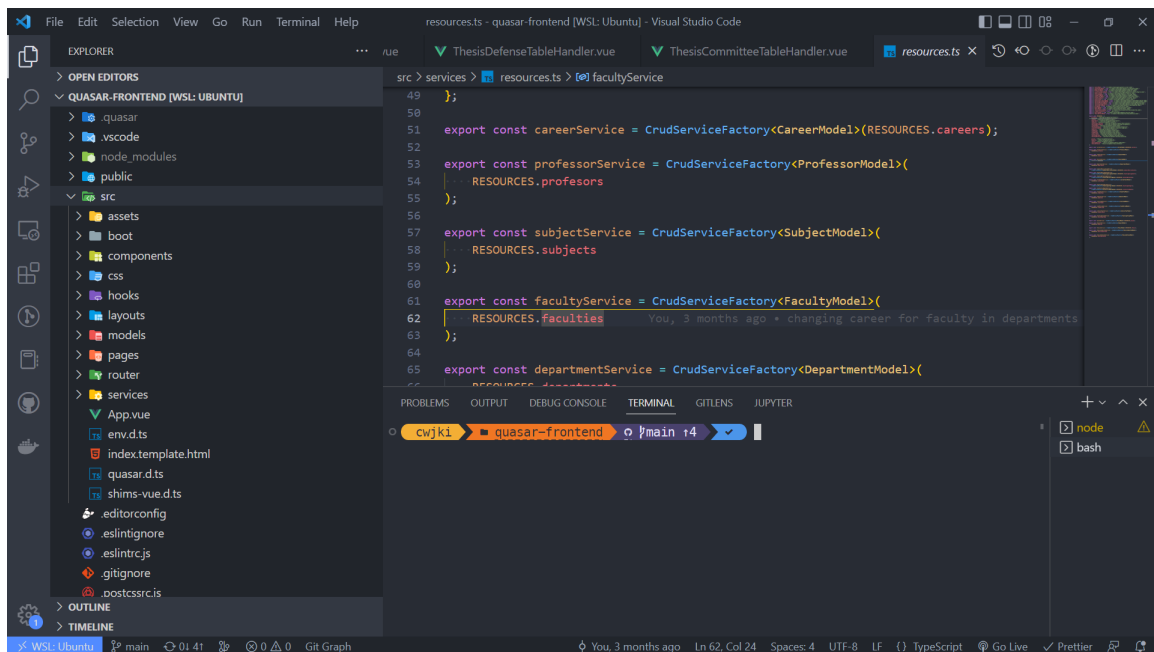 File Edit Selection View Go Run Terminal Help
resources.ts - quasar-frontend [WSL: Ubuntu] - Visual Studio Code
EXPLORER
OPEN EDITORS
QUASAR-FRONTEND [WSL: UBUNTU]
.quasar
.vscode
node_modules
public
src
assets
boot
components
css
hooks
layouts
models
pages
router
services
App.vue
env.d.ts
index.template.html
quasar.d.ts
shims-vue.d.ts
.editorconfig
.eslintignore
.eslintrc.js
.gitignore
.postcssrc.js
OUTLINE
TIMELINE
1
vue ThesisDefenseTableHandler.vue ThesisCommitteeTableHandler.vue resources.ts
src > services > resources.ts > facultyService
49 };
50
51 export const careerService = CrudServiceFactory<CareerModel>(RESOURCES.careers);
52
53 export const professorService = CrudServiceFactory<ProfessorModel>(
54 RESOURCES.profesors
55 );
56
57 export const subjectService = CrudServiceFactory<SubjectModel>(
58 RESOURCES.subjects
59 );
60
61 export const facultyService = CrudServiceFactory<FacultyModel>(
62 RESOURCES.faculties You, 3 months ago • changing career for faculty in departments
63 );
64
65 export const departmentService = CrudServiceFactory<DepartmentModel>(
66 RESOURCES.departments
PROBLEMS OUTPUT DEBUG CONSOLE TERMINAL GITLENS JUPYTER
cwjki quasar-frontend main ↑4 ✓
node
bash
WSL: Ubuntu main 0↓ 4↑ 0 0 Git Graph You, 3 months ago Ln 62, Col 24 Spaces: 4 UTF-8 LF {} TypeScript Go Live Prettier